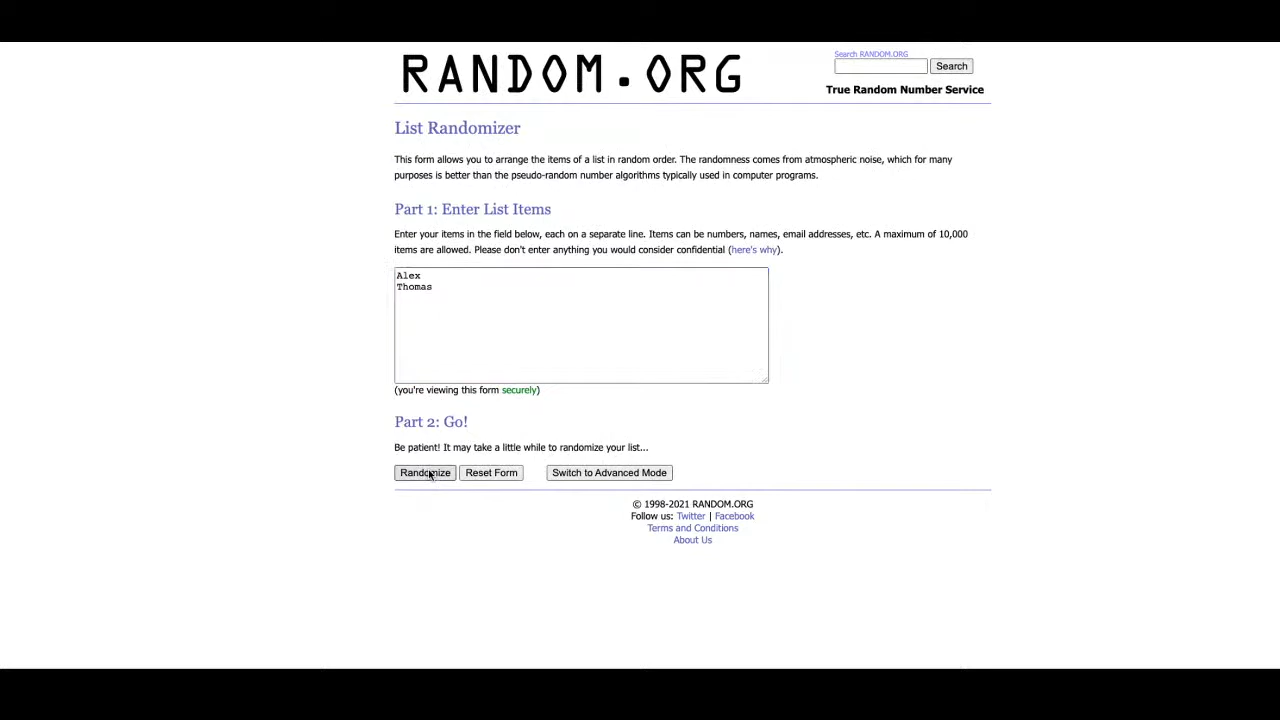 RANDOM.ORG
Search RANDOM.ORG
Search
True Random Number Service
List Randomizer
This form allows you to arrange the items of a list in random order. The randomness comes from atmospheric noise, which for many
purposes is better than the pseudo-random number algorithms typically used in computer programs.
Part 1: Enter List Items
Enter your items in the field below, each on a separate line. Items can be numbers, names, email addresses, etc. A maximum of 10,000
items are allowed. Please don't enter anything you would consider confidential (here's why).
Alex
Thomas
(you're viewing this form securely)
Part 2: Go!
Be patient! It may take a little while to randomize your list...
Randomize Reset Form Switch to Advanced Mode
© 1998-2021 RANDOM.ORG
Follow us: Twitter | Facebook
Terms and Conditions
About Us